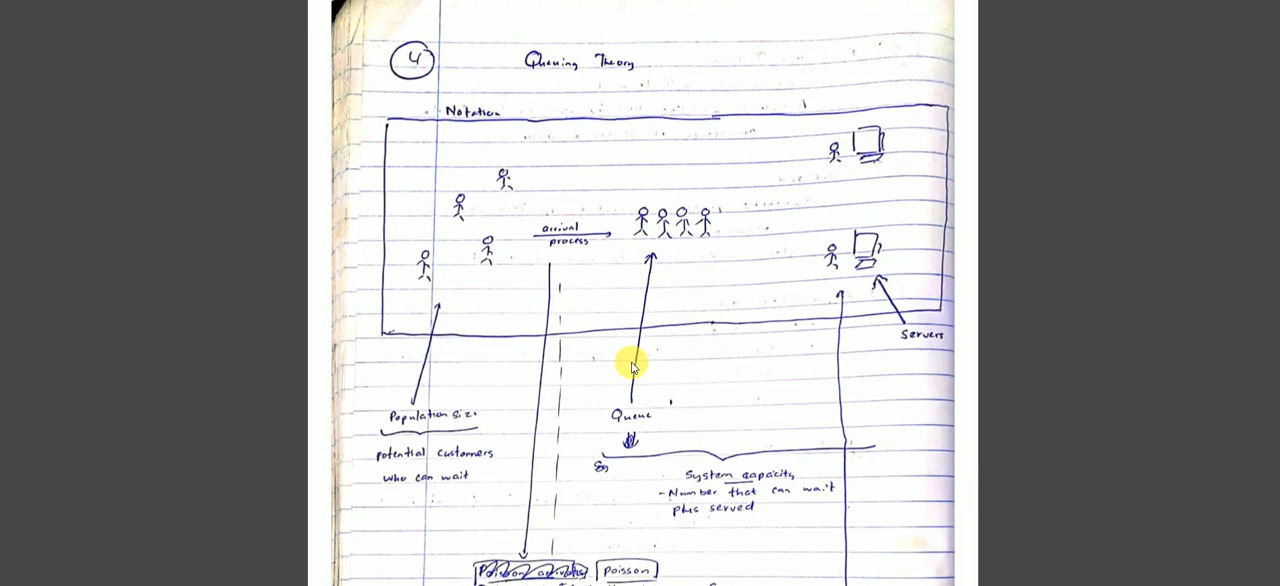 4
Queuing Theory
Notation
arrival
process
Servers
Population size
Queue
potential customers
who can wait
System capacity
- Number that can wait
plus served
Poisson